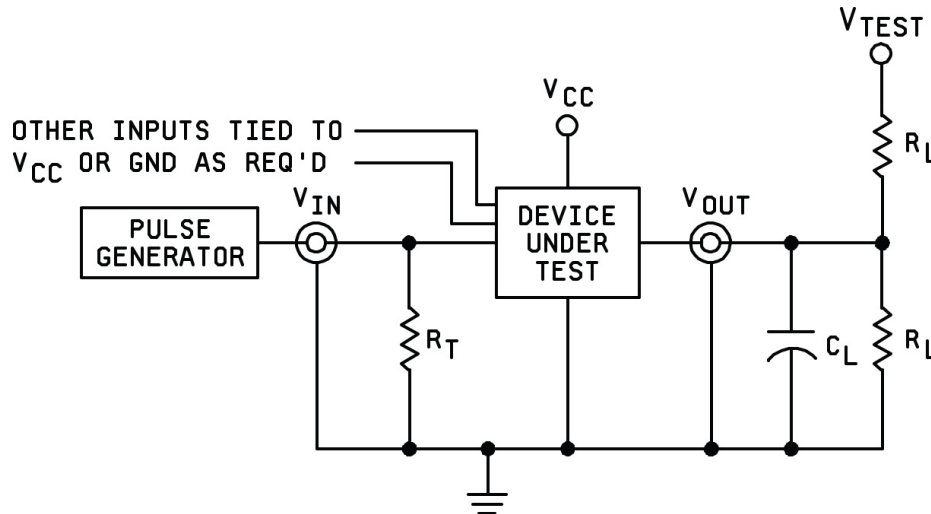 V_TEST
V_CC
OTHER INPUTS TIED TO
V_CC OR GND AS REQ'D
R_L
V_IN
V_OUT
PULSE
GENERATOR
DEVICE
UNDER
TEST
R_T
C_L
R_L